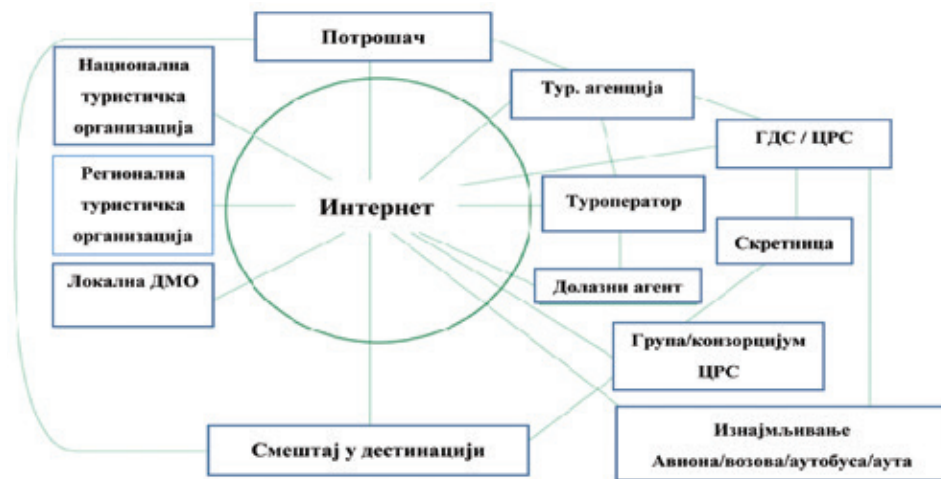 Потрошач
Национална
туристичка
организација
Тур. агенција
ГДС / ЦРС
Регионална
туристичка
организација
Интернет
Туроператор
Скретница
Локална ДМО
Долазни агент
Група/конзорцијум
ЦРС
Смештај у дестинацији
Изнајмљивање
Авиона/возова/аутобуса/аута